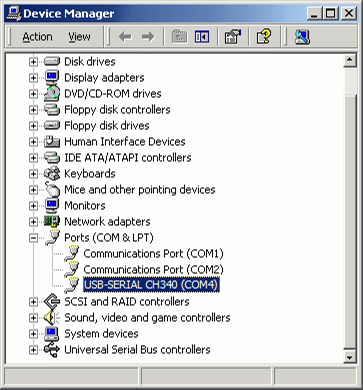 Device Manager
Action View
Disk drives
Display adapters
DVD/CD-ROM drives
Floppy disk controllers
Floppy disk drives
Human Interface Devices
IDE ATA/ATAPI controllers
Keyboards
Mice and other pointing devices
Monitors
Network adapters
Ports (COM & LPT)
Communications Port (COM1)
Communications Port (COM2)
USB-SERIAL CH340 (COM4)
SCSI and RAID controllers
Sound, video and game controllers
System devices
Universal Serial Bus controllers